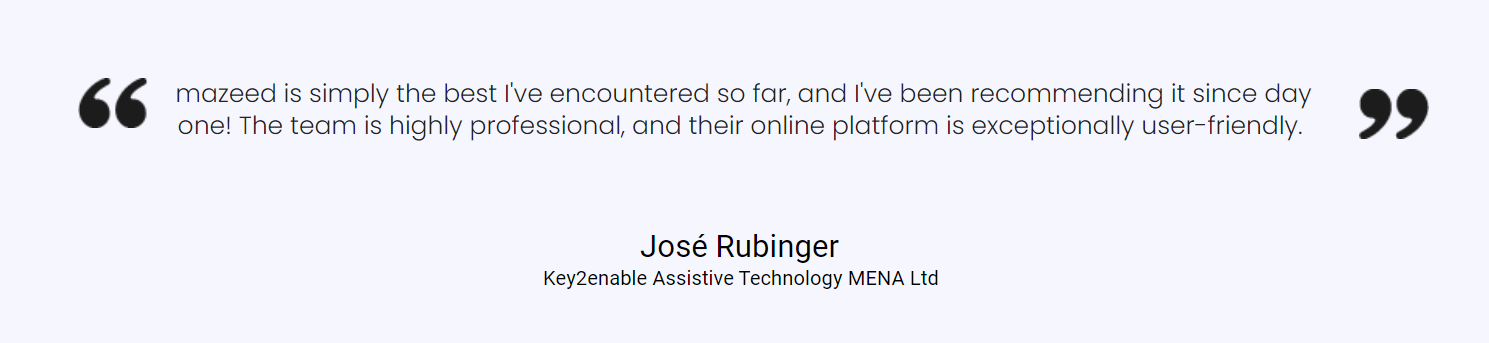 “ mazeed is simply the best I've encountered so far, and I've been recommending it since day ”
one! The team is highly professional, and their online platform is exceptionally user-friendly.
José Rubinger
Key2enable Assistive Technology MENA Ltd